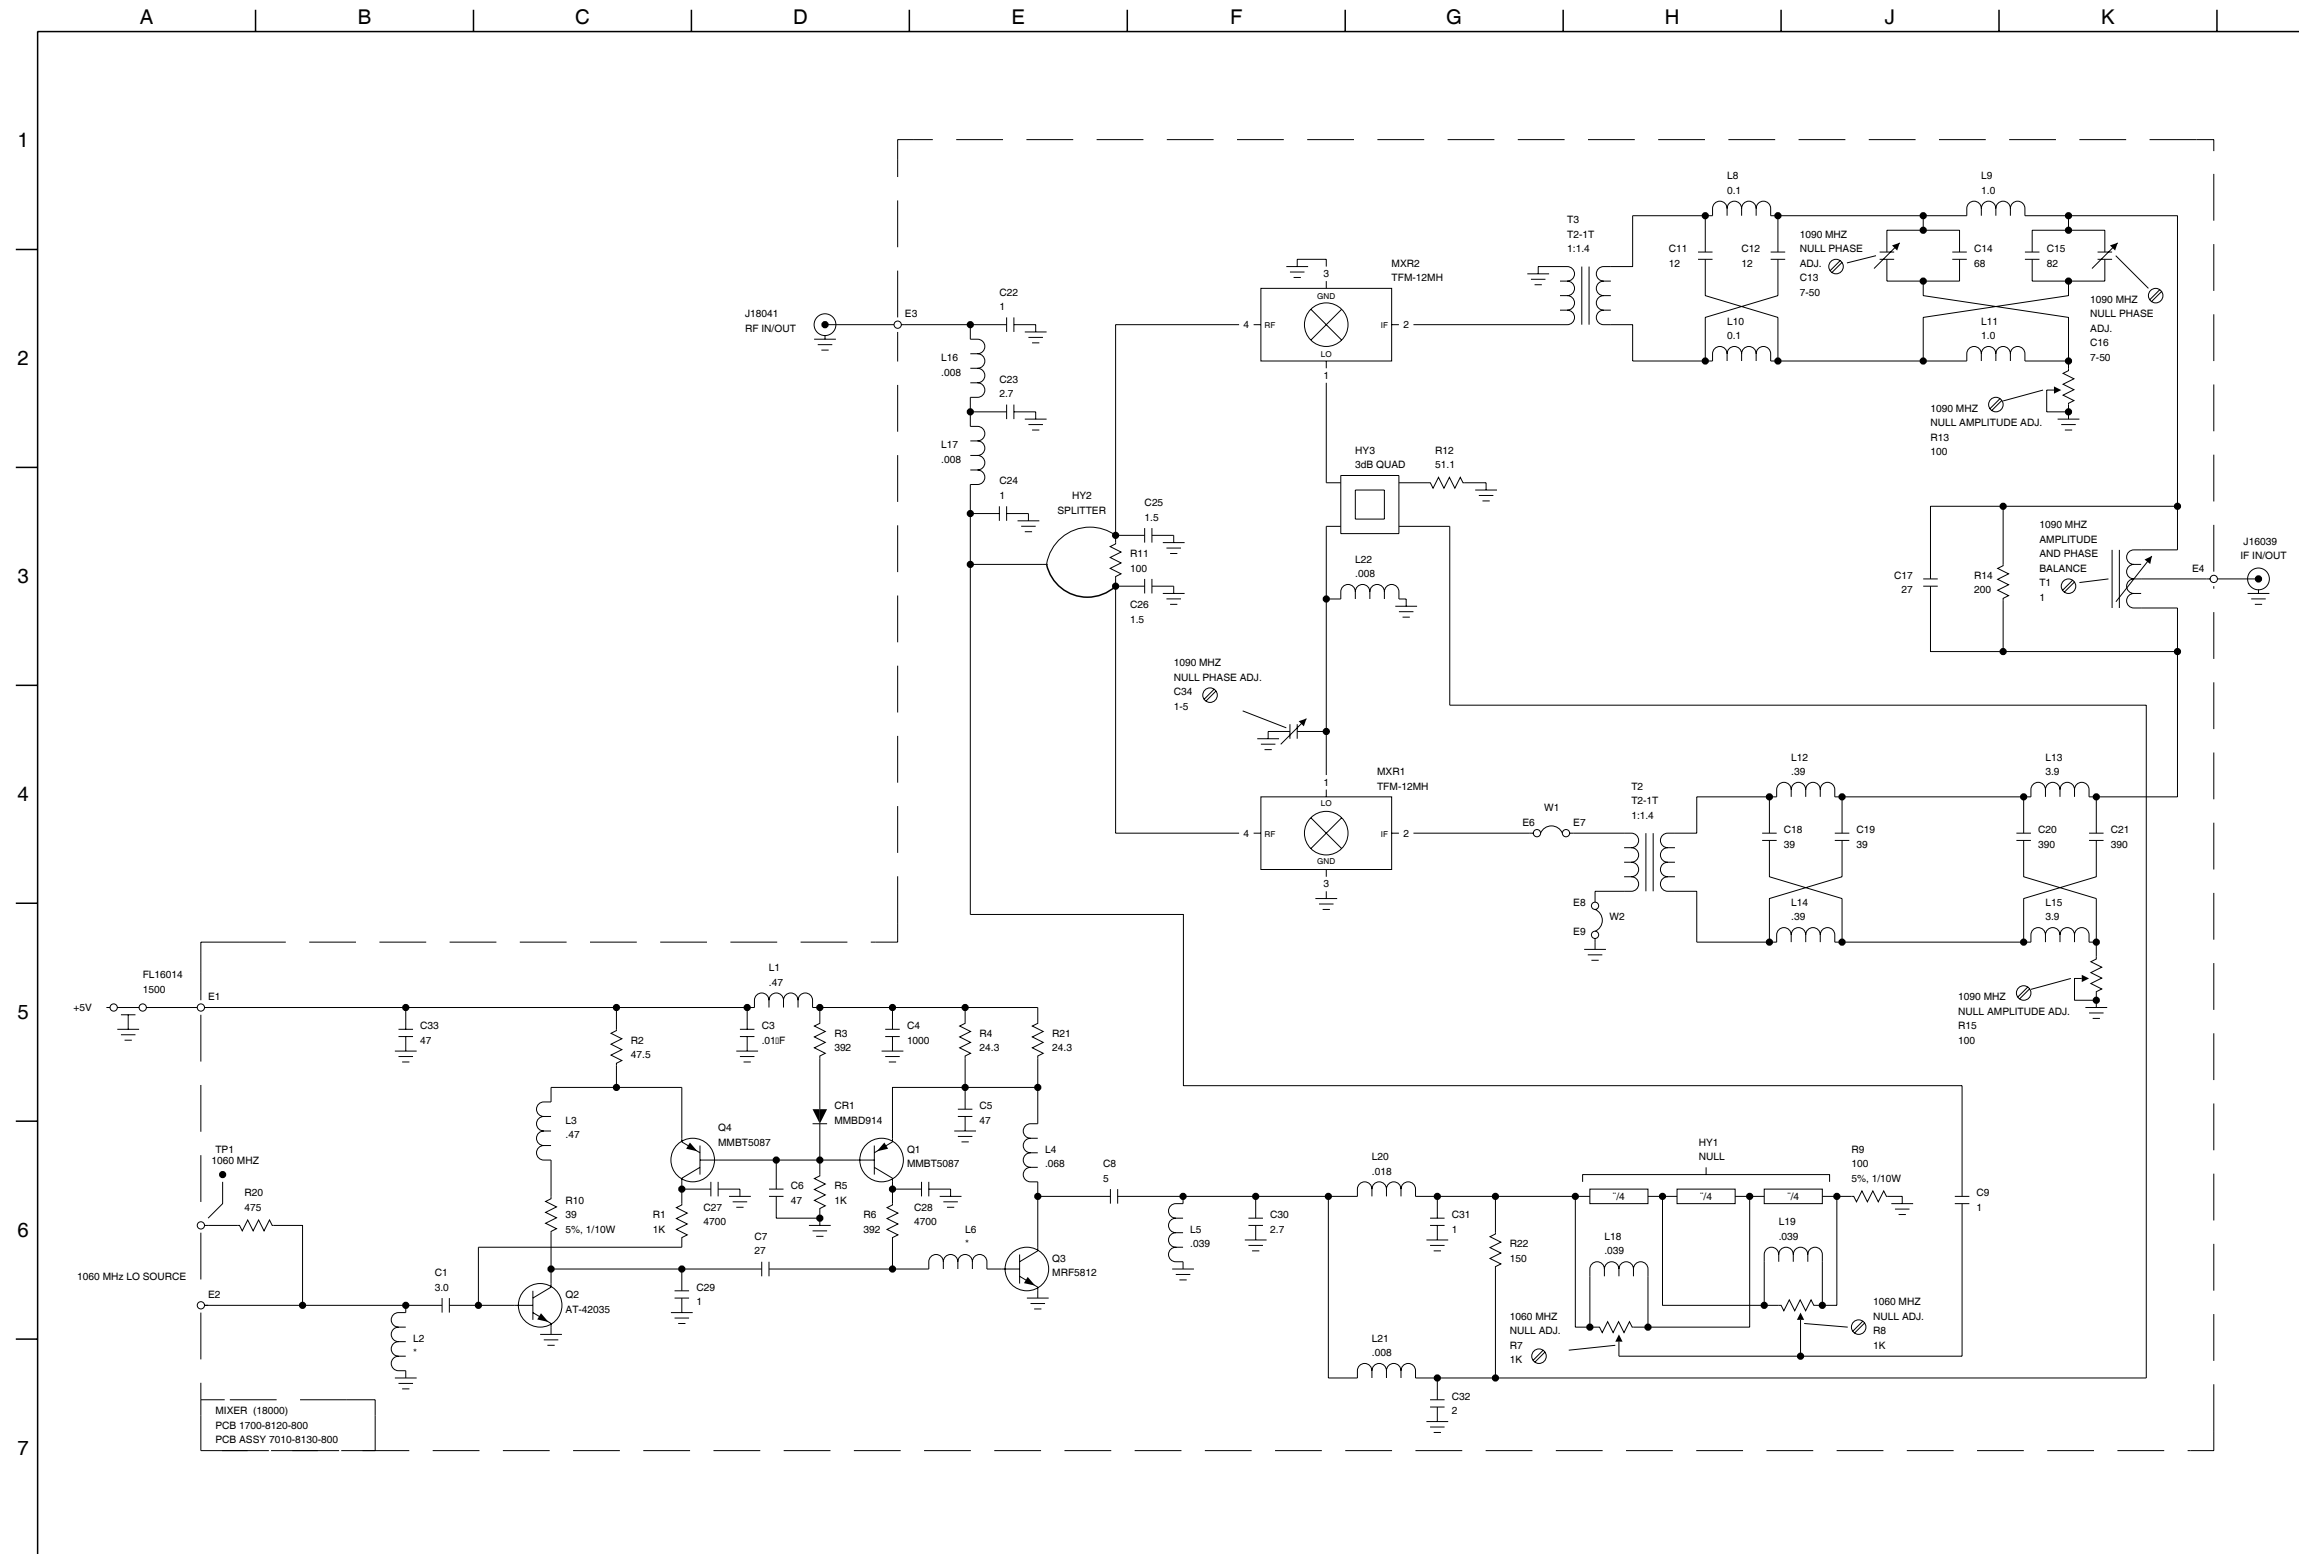 A B C D E F G H J K
1
2
3
4
5
6
7
L8
0.1
L9
1.0
T3
T2-1T
1:1.4
C11
12
C12
12
1090 MHZ
NULL PHASE
ADJ.
C13
7-50
C14
68
C15
82
1090 MHZ
NULL PHASE
ADJ.
C16
7-50
L10
0.1
L11
1.0
1090 MHZ
NULL AMPLITUDE ADJ.
R13
100
MXR2
TFM-12MH
3
GND
4
RF
IF
2
LO
1
J18041
RF IN/OUT
E3
C22
1
L16
.008
C23
2.7
L17
.008
C24
1
HY2
SPLITTER
C25
1.5
R11
100
C26
1.5
HY3
3dB QUAD
R12
51.1
L22
.008
1090 MHZ
NULL PHASE ADJ.
C34
1-5
C17
27
R14
200
1090 MHZ
AMPLITUDE
AND PHASE
BALANCE
T1
1
E4
J16039
IF IN/OUT
MXR1
TFM-12MH
1
LO
4
RF
IF
2
GND
3
W1
E6
E7
T2
T2-1T
1:1.4
E8
W2
E9
L12
.39
L13
3.9
C18
39
C19
39
C20
390
C21
390
L14
.39
L15
3.9
1090 MHZ
NULL AMPLITUDE ADJ.
R15
100
FL16014
1500
+5V
E1
C33
47
R2
47.5
L1
.47
C3
.01▯F
R3
392
C4
1000
R4
24.3
R21
24.3
L3
.47
Q4
MMBT5087
CR1
MMBD914
Q1
MMBT5087
C5
47
L4
.068
TP1
1060 MHZ
R20
475
R10
39
5%, 1/10W
R1
1K
C27
4700
C6
47
R5
1K
R6
392
C28
4700
C7
27
L6
*
Q3
MRF5812
C8
5
1060 MHz LO SOURCE
E2
C1
3.0
L2
*
Q2
AT-42035
C29
1
L5
.039
C30
2.7
L20
.018
C31
1
R22
150
L21
.008
C32
2
HY1
NULL
¯/4
¯/4
¯/4
R9
100
5%, 1/10W
C9
1
L18
.039
L19
.039
1060 MHZ
NULL ADJ.
R7
1K
1060 MHZ
NULL ADJ.
R8
1K
MIXER (18000)
PCB 1700-8120-800
PCB ASSY 7010-8130-800